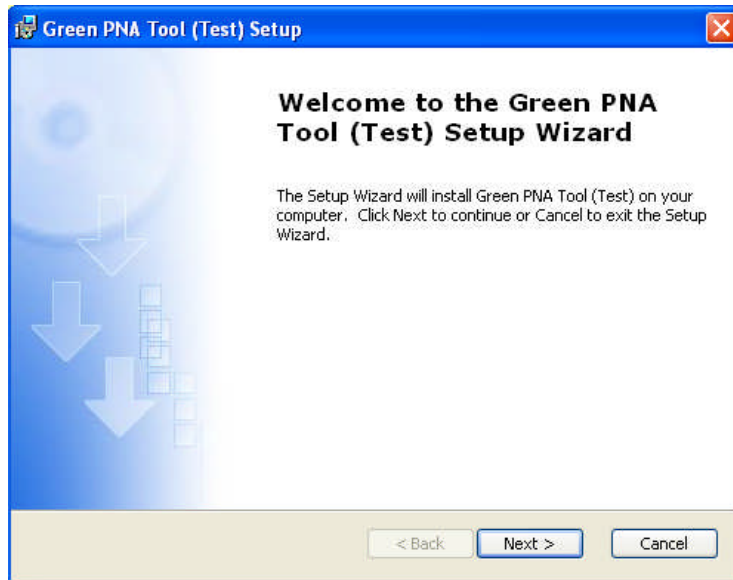 Green PNA Tool (Test) Setup
Welcome to the Green PNA
Tool (Test) Setup Wizard
The Setup Wizard will install Green PNA Tool (Test) on your
computer. Click Next to continue or Cancel to exit the Setup
Wizard.
< Back
Next >
Cancel